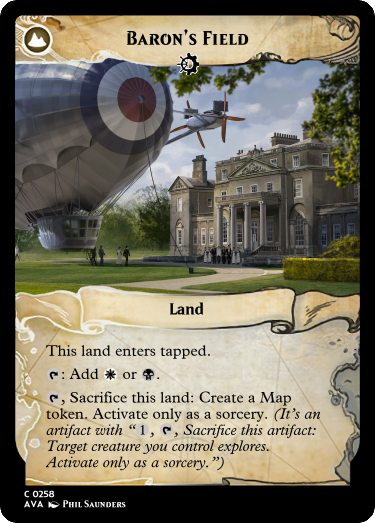 Baron's Field
Land
This land enters tapped.
: Add or .
, Sacrifice this land: Create a Map
token. Activate only as a sorcery. (It's an
artifact with “1, , Sacrifice this artifact:
Target creature you control explores.
Activate only as a sorcery.”)
C 0258
AVA Phil Saunders